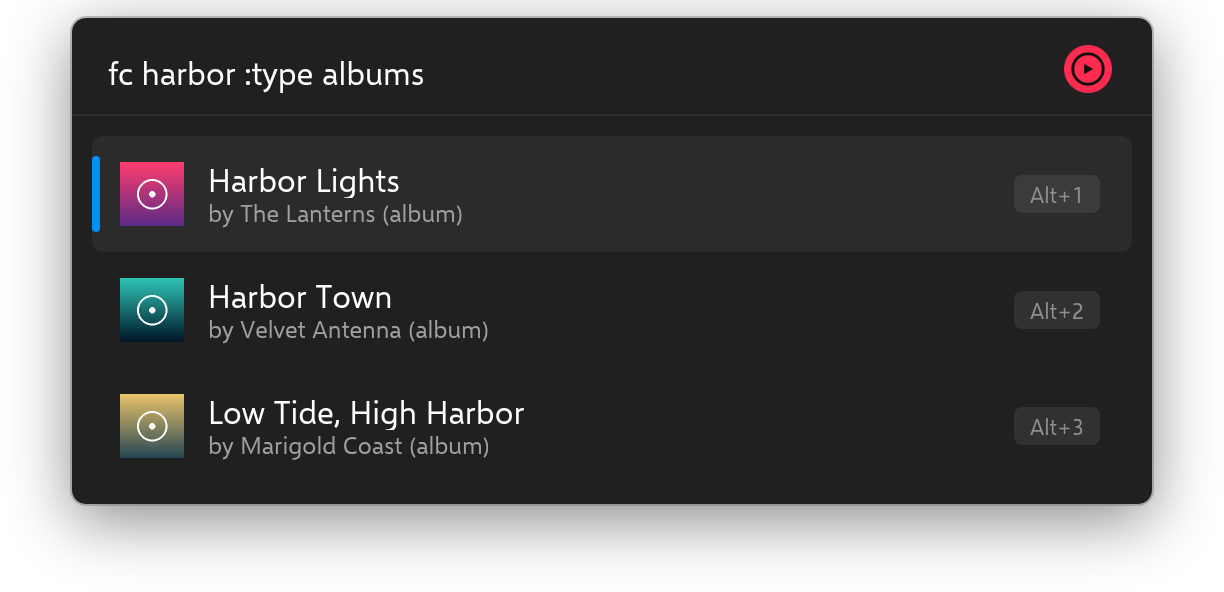 fc harbor :type albums
Harbor Lights
by The Lanterns (album)
Alt+1
Harbor Town
by Velvet Antenna (album)
Alt+2
Low Tide, High Harbor
by Marigold Coast (album)
Alt+3